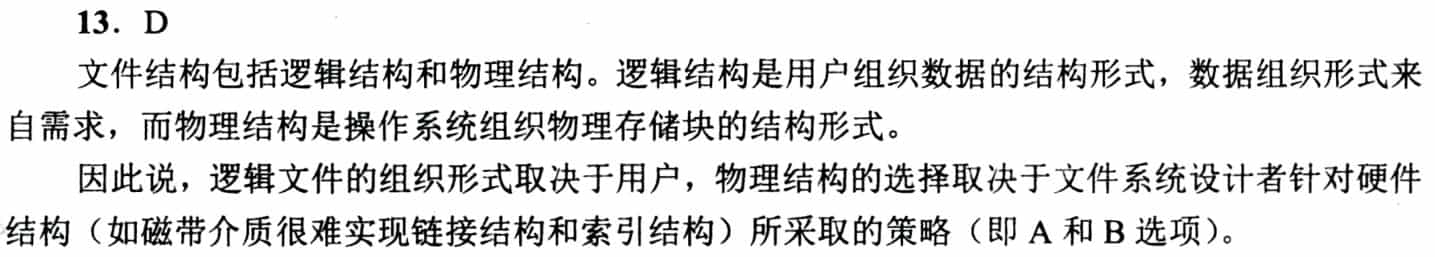 13．D
文件结构包括逻辑结构和物理结构。逻辑结构是用户组织数据的结构形式，数据组织形式来
自需求，而物理结构是操作系统组织物理存储块的结构形式。
因此说，逻辑文件的组织形式取决于用户，物理结构的选择取决于文件系统设计者针对硬件
结构（如磁带介质很难实现链接结构和索引结构）所采取的策略（即 A 和 B 选项）。